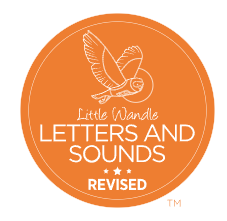 Little Wandle
LETTERS AND
SOUNDS
REVISED
TM